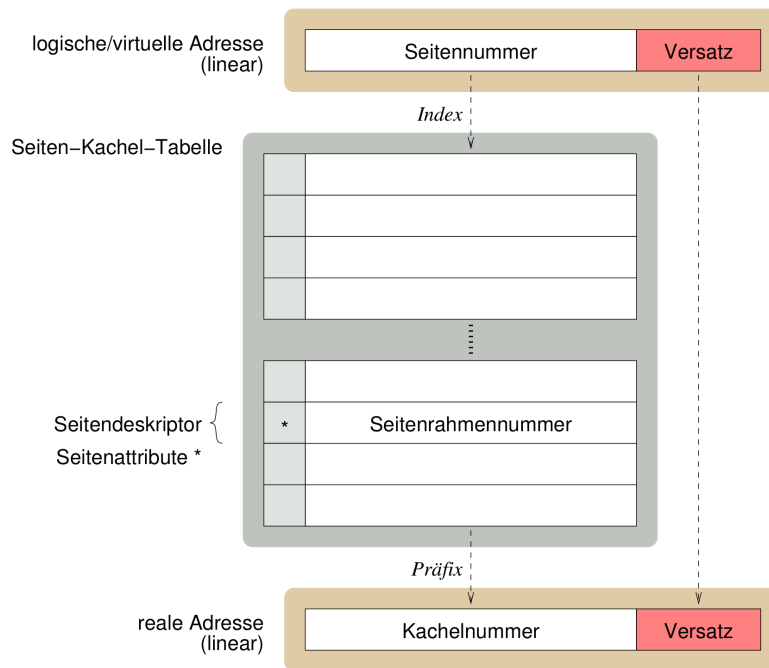 logische/virtuelle Adresse
(linear)
Seitennummer
Versatz
Index
Seiten−Kachel−Tabelle
Seitendeskriptor
*
Seitenrahmennummer
Seitenattribute *
Präfix
reale Adresse
(linear)
Kachelnummer
Versatz